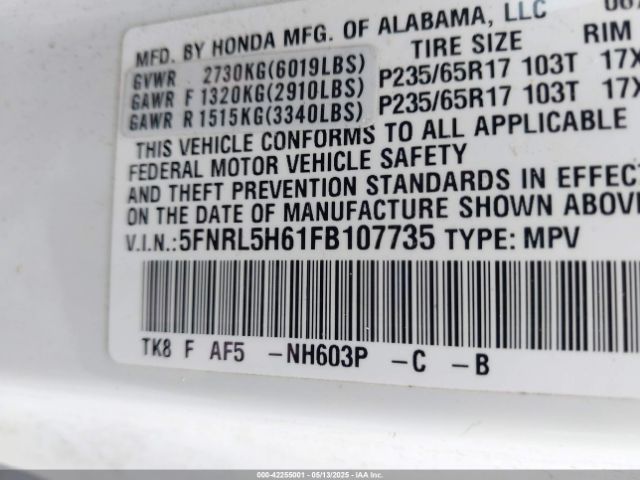 MFD. BY HONDA MFG. OF ALABAMA, LLC
TIRE SIZE RIM
GVWR 2730KG(6019LBS)
GAWR F 1320KG(2910LBS) P235/65R17 103T 17X
GAWR R 1515KG(3340LBS) P235/65R17 103T 17X
THIS VEHICLE CONFORMS TO ALL APPLICABLE
FEDERAL MOTOR VEHICLE SAFETY
AND THEFT PREVENTION STANDARDS IN EFFECT
ON THE DATE OF MANUFACTURE SHOWN ABOVE
V.I.N.: 5FNRL5H61FB107735 TYPE: MPV
TK8 F AF5 -NH603P -C -B
000-42255001 - 05/13/2025 - IAA Inc.